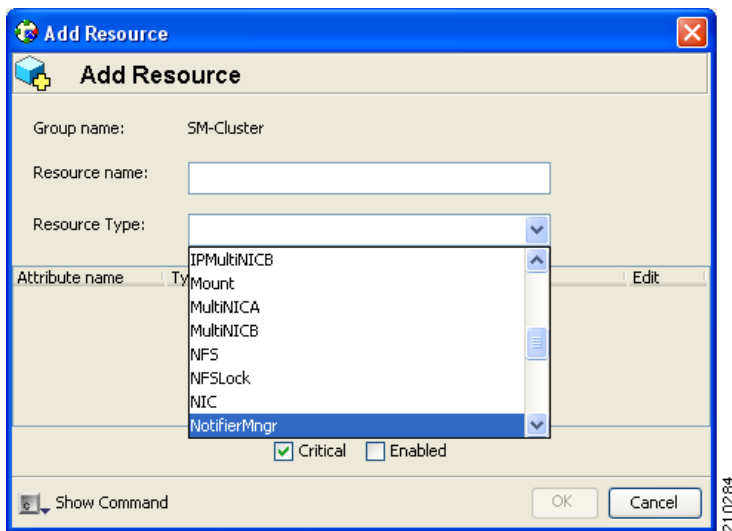 Add Resource
Add Resource
Group name: SM-Cluster
Resource name:
Resource Type:
IPMultiNICB
Attribute name Ty Edit
Mount
MultiNICA
MultiNICB
NFS
NFSLock
NIC
NotifierMngr
Critical Enabled
Show Command OK Cancel
210284